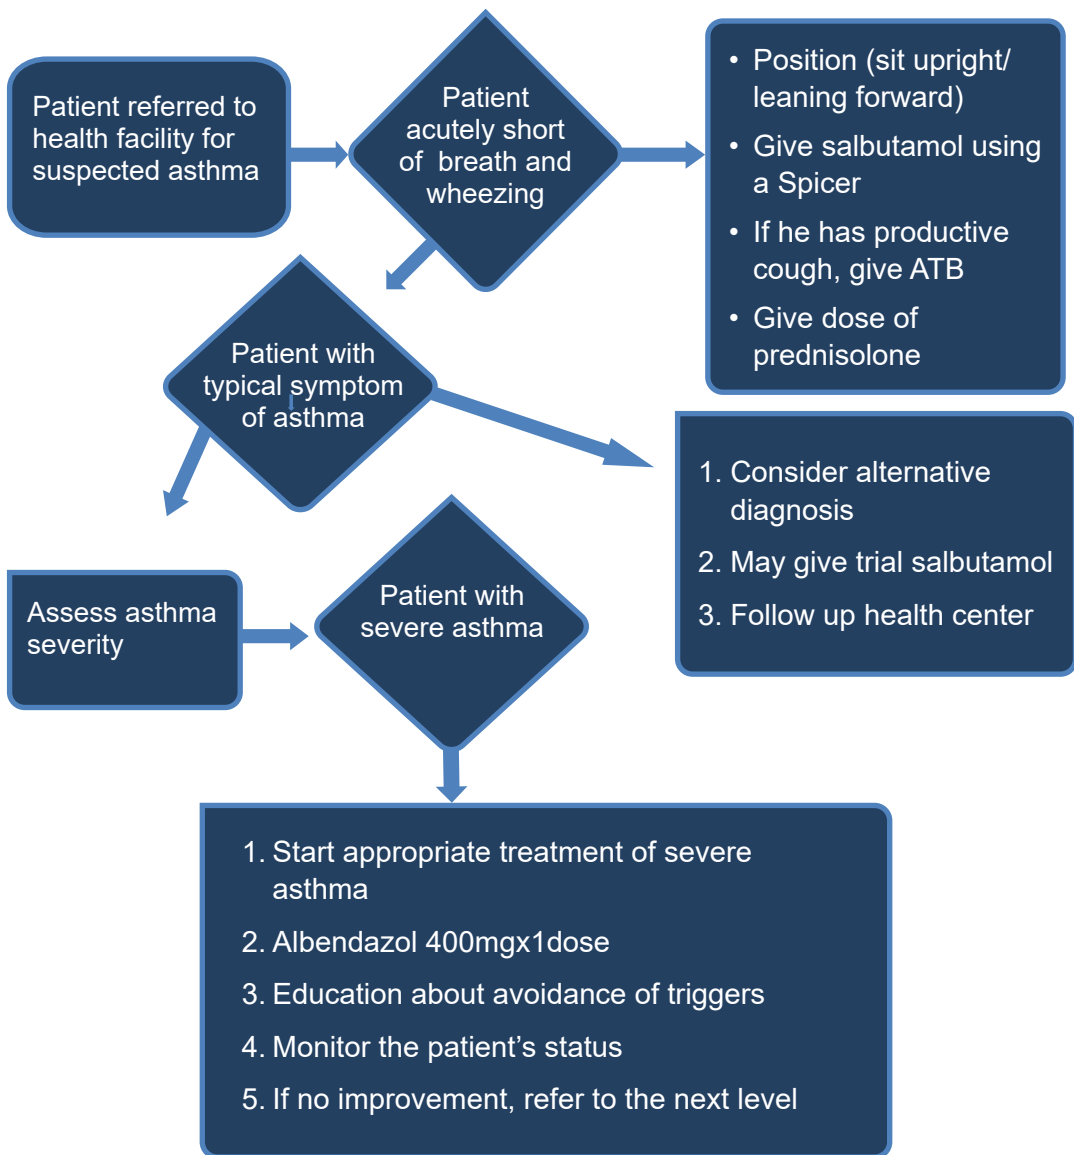 Patient referred to
health facility for
suspected asthma
Patient
acutely short
of breath and
wheezing
• Position (sit upright/
leaning forward)
• Give salbutamol using
a Spicer
• If he has productive
cough, give ATB
• Give dose of
prednisolone
Patient with
typical symptom
of asthma
1. Consider alternative
diagnosis
2. May give trial salbutamol
3. Follow up health center
Assess asthma
severity
Patient with
severe asthma
1. Start appropriate treatment of severe
asthma
2. Albendazol 400mgx1dose
3. Education about avoidance of triggers
4. Monitor the patient’s status
5. If no improvement, refer to the next level